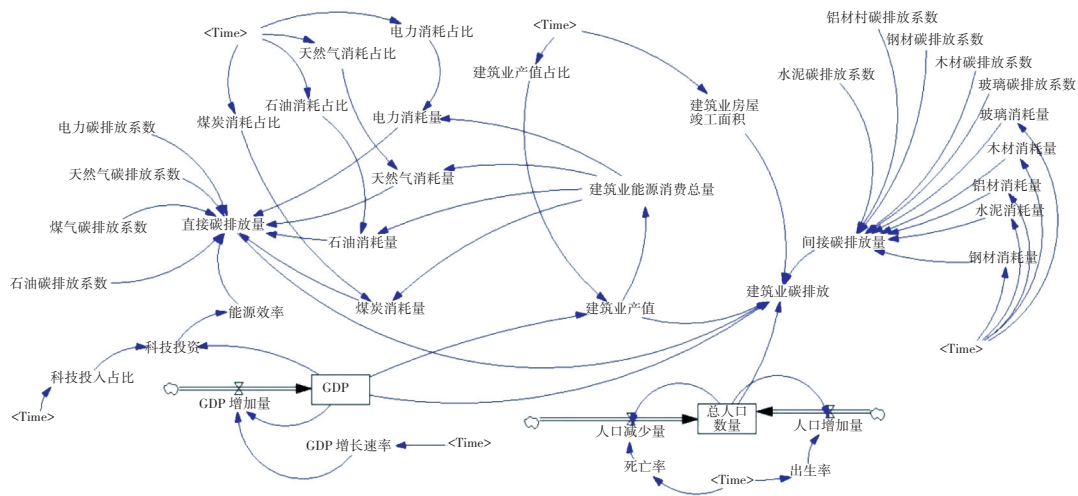 <Time>
电力消耗占比
天然气消耗占比
石油消耗占比
煤炭消耗占比
电力碳排放系数
天然气碳排放系数
煤气碳排放系数
石油碳排放系数
直接碳排放量
电力消耗量
天然气消耗量
石油消耗量
煤炭消耗量
能源效率
科技投资
科技投入占比
<Time>
GDP
GDP 增加量
GDP 增长速率
<Time>
<Time>
建筑业产值占比
建筑业房屋
竣工面积
建筑业能源消费总量
建筑业产值
建筑业碳排放
铝材村碳排放系数
钢材碳排放系数
木材碳排放系数
水泥碳排放系数
玻璃碳排放系数
玻璃消耗量
木材消耗量
铝材消耗量
水泥消耗量
间接碳排放量
钢材消耗量
<Time>
总人口
数量
人口减少量
人口增加量
死亡率
<Time>
出生率